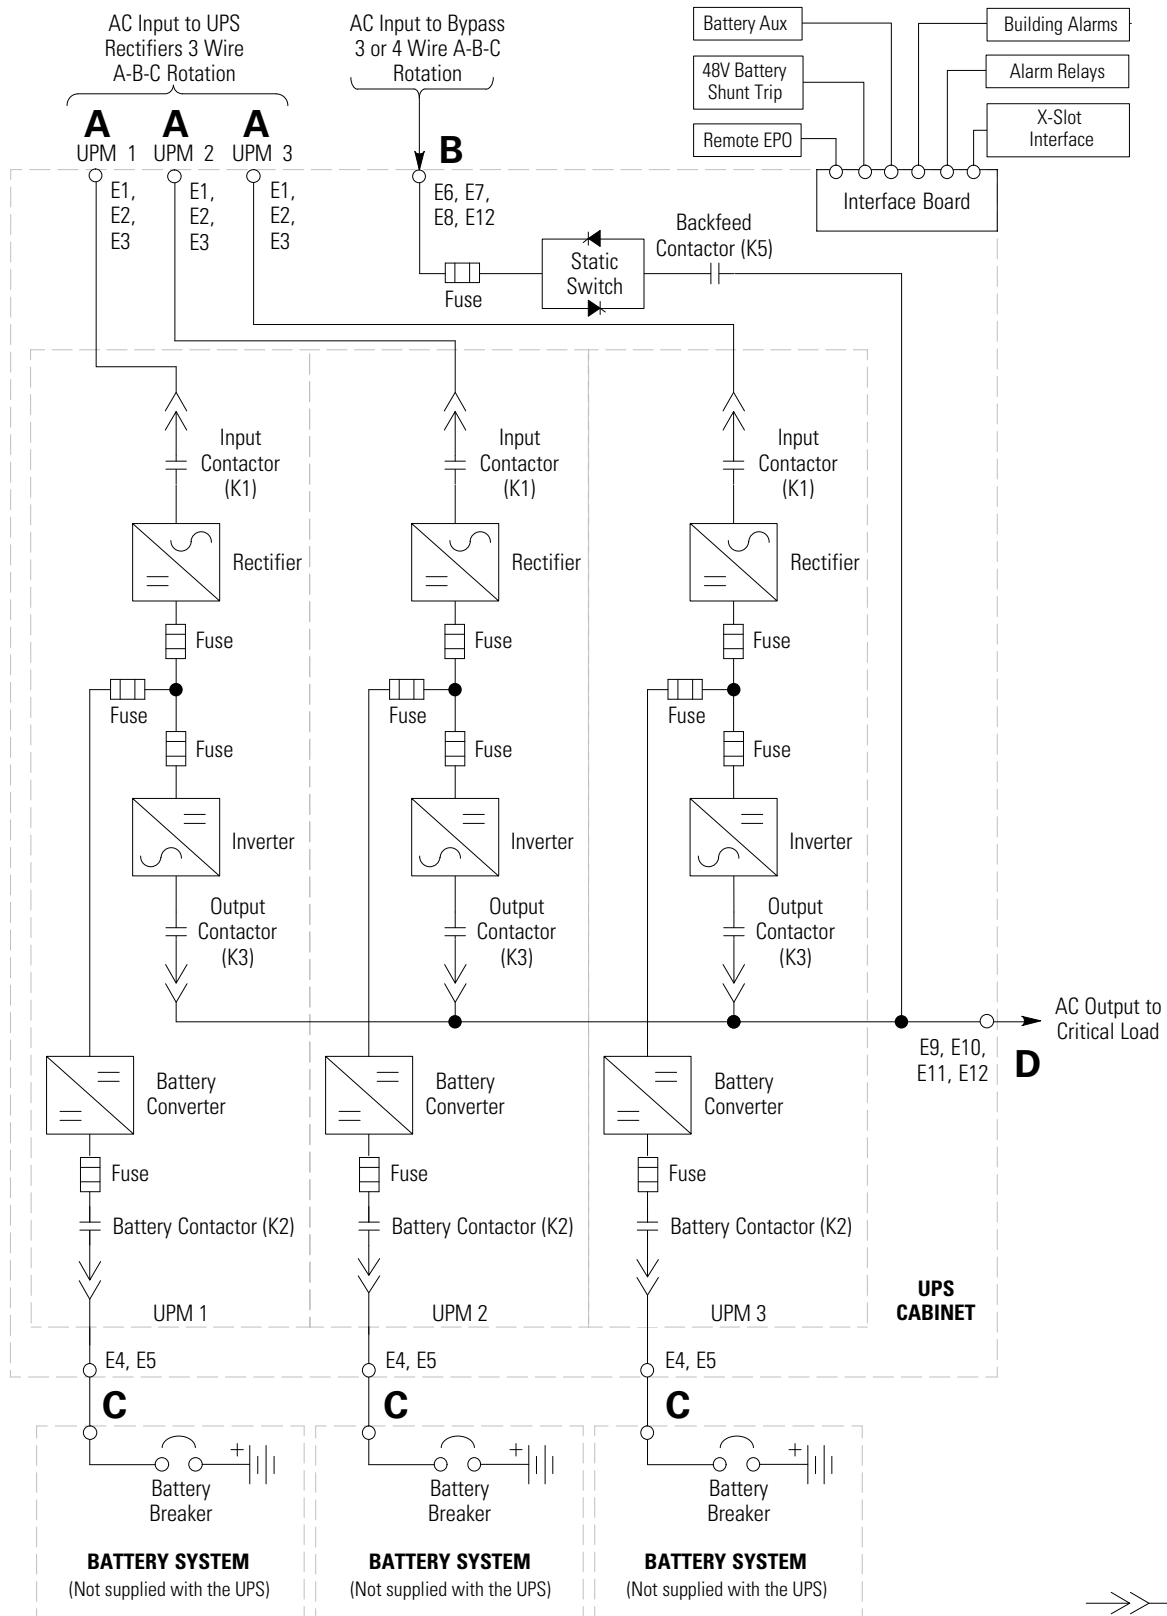 AC Input to UPS
Rectifiers 3 Wire
A-B-C Rotation
AC Input to Bypass
3 or 4 Wire A-B-C
Rotation
Battery Aux
48V Battery
Shunt Trip
Remote EPO
Building Alarms
Alarm Relays
X-Slot
Interface
Interface Board
A
UPM 1
A
UPM 2
A
UPM 3
B
E1,
E2,
E3
E1,
E2,
E3
E1,
E2,
E3
E6, E7,
E8, E12
Fuse
Static
Switch
Backfeed
Contactor (K5)
Input
Contactor
(K1)
Input
Contactor
(K1)
Input
Contactor
(K1)
Rectifier
Rectifier
Rectifier
Fuse
Fuse
Fuse
Fuse
Fuse
Fuse
Fuse
Fuse
Fuse
Inverter
Inverter
Inverter
Output
Contactor
(K3)
Output
Contactor
(K3)
Output
Contactor
(K3)
AC Output to
Critical Load
E9, E10,
E11, E12
D
Battery
Converter
Battery
Converter
Battery
Converter
Fuse
Fuse
Fuse
Battery Contactor (K2)
Battery Contactor (K2)
Battery Contactor (K2)
UPM 1
UPM 2
UPM 3
UPS
CABINET
E4, E5
E4, E5
E4, E5
C
C
C
+
+
+
Battery
Breaker
Battery
Breaker
Battery
Breaker
BATTERY SYSTEM
(Not supplied with the UPS)
BATTERY SYSTEM
(Not supplied with the UPS)
BATTERY SYSTEM
(Not supplied with the UPS)